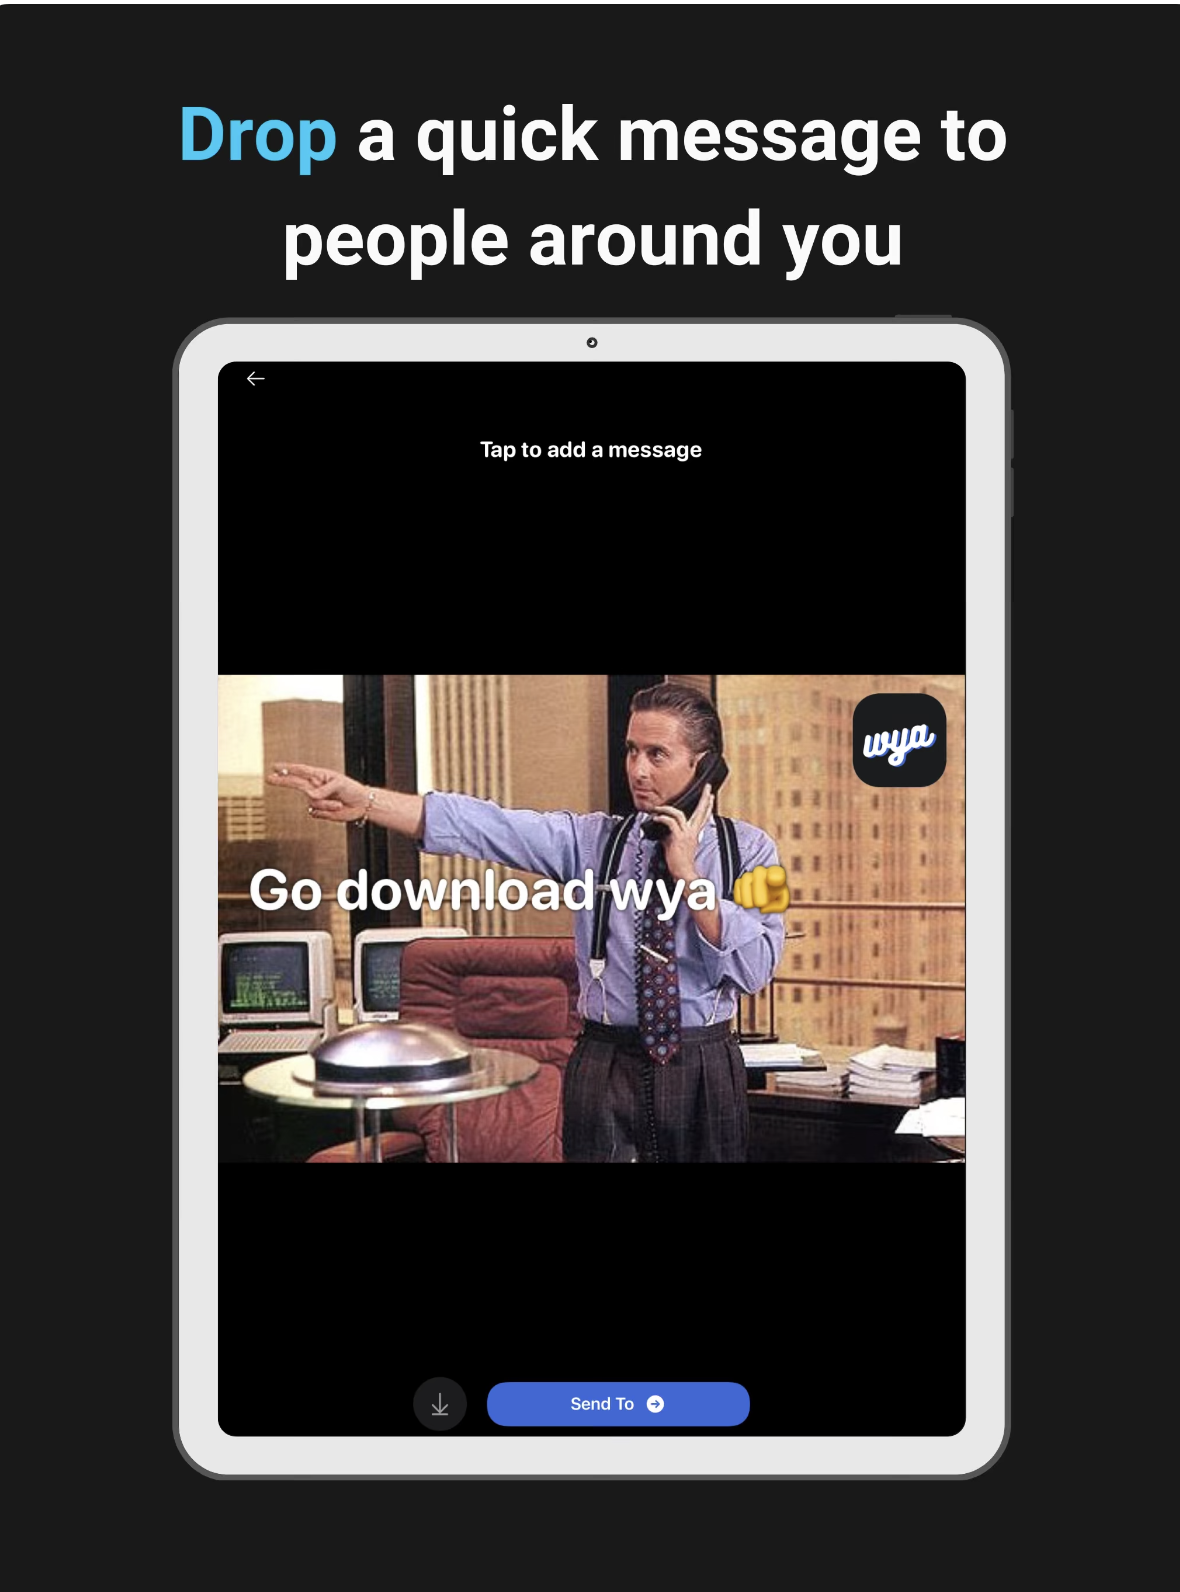 Drop a quick message to
people around you
Tap to add a message
wya
Go download wya 🫵
Send To